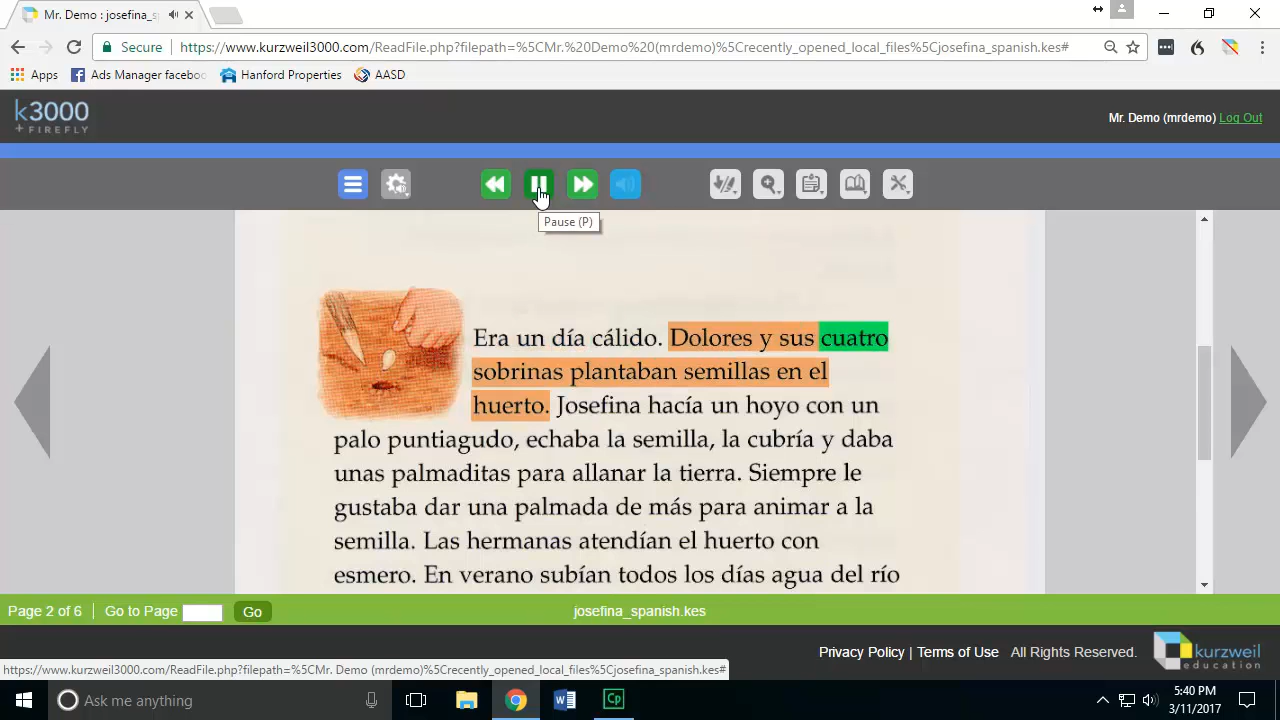 Mr. Demo : josefina_s
Secure
https://www.kurzweil3000.com/ReadFile.php?filepath=%5CMr.%20Demo%20(mrdemo)%5Crecently_opened_local_files%5Cjosefina_spanish.kes#
Apps
Ads Manager faceboo
Hanford Properties
AASD
k3000
+ FIREFLY
Mr. Demo (mrdemo) Log Out
Pause (P)
Era un día cálido. Dolores y sus cuatro
sobrinas plantaban semillas en el
huerto. Josefina hacía un hoyo con un
palo puntiagudo, echaba la semilla, la cubría y daba
unas palmaditas para allanar la tierra. Siempre le
gustaba dar una palmada de más para animar a la
semilla. Las hermanas atendían el huerto con
esmero. En verano subían todos los días agua del río
Page 2 of 6
Go to Page
Go
josefina_spanish.kes
Privacy Policy | Terms of Use All Rights Reserved.
kurzweil
education
https://www.kurzweil3000.com/ReadFile.php?filepath=%5CMr. Demo (mrdemo)%5Crecently_opened_local_files%5Cjosefina_spanish.kes#
Ask me anything
W
Cp
5:40 PM
3/11/2017